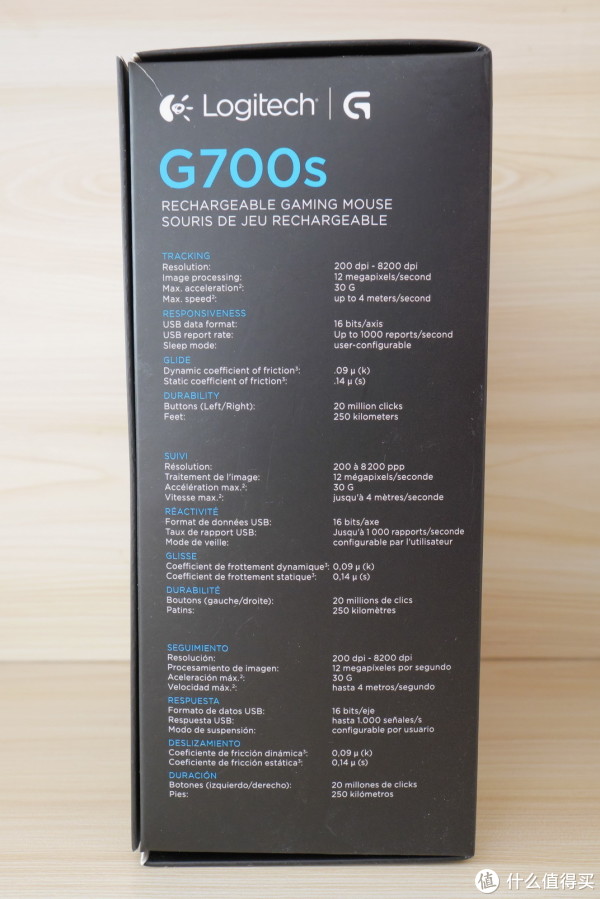 Logitech G
G700s
RECHARGEABLE GAMING MOUSE
SOURIS DE JEU RECHARGEABLE
TRACKING
Resolution: 200 dpi - 8200 dpi
Image processing: 12 megapixels/second
Max. acceleration²: 30 G
Max. speed²: up to 4 meters/second
RESPONSIVENESS
USB data format: 16 bits/axis
USB report rate: Up to 1000 reports/second
Sleep mode: user-configurable
GLIDE
Dynamic coefficient of friction³: .09 µ (k)
Static coefficient of friction³: .14 µ (s)
DURABILITY
Buttons (Left/Right): 20 million clicks
Feet: 250 kilometers
SUIVI
Résolution: 200 à 8200 ppp
Traitement de l'image: 12 mégapixels/seconde
Accélération max.²: 30 G
Vitesse max.²: jusqu'à 4 mètres/seconde
RÉACTIVITÉ
Format de données USB: 16 bits/axe
Taux de rapport USB: Jusqu'à 1 000 rapports/seconde
Mode de veille: configurable par l'utilisateur
GLISSE
Coefficient de frottement dynamique³: 0,09 µ (k)
Coefficient de frottement statique³: 0,14 µ (s)
DURABILITÉ
Boutons (gauche/droite): 20 millions de clics
Patins: 250 kilomètres
SEGUIMIENTO
Resolución: 200 dpi - 8200 dpi
Procesamiento de imagen: 12 megapíxeles por segundo
Aceleración máx.²: 30 G
Velocidad máx.²: hasta 4 metros/segundo
RESPUESTA
Formato de datos USB: 16 bits/eje
Respuesta USB: hasta 1.000 señales/s
Modo de suspensión: configurable por usuario
DESLIZAMIENTO
Coeficiente de fricción dinámica³: 0,09 µ (k)
Coeficiente de fricción estática³: 0,14 µ (s)
DURACIÓN
Botones (izquierdo/derecho): 20 millones de clicks
Pies: 250 kilómetros
值 什么值得买